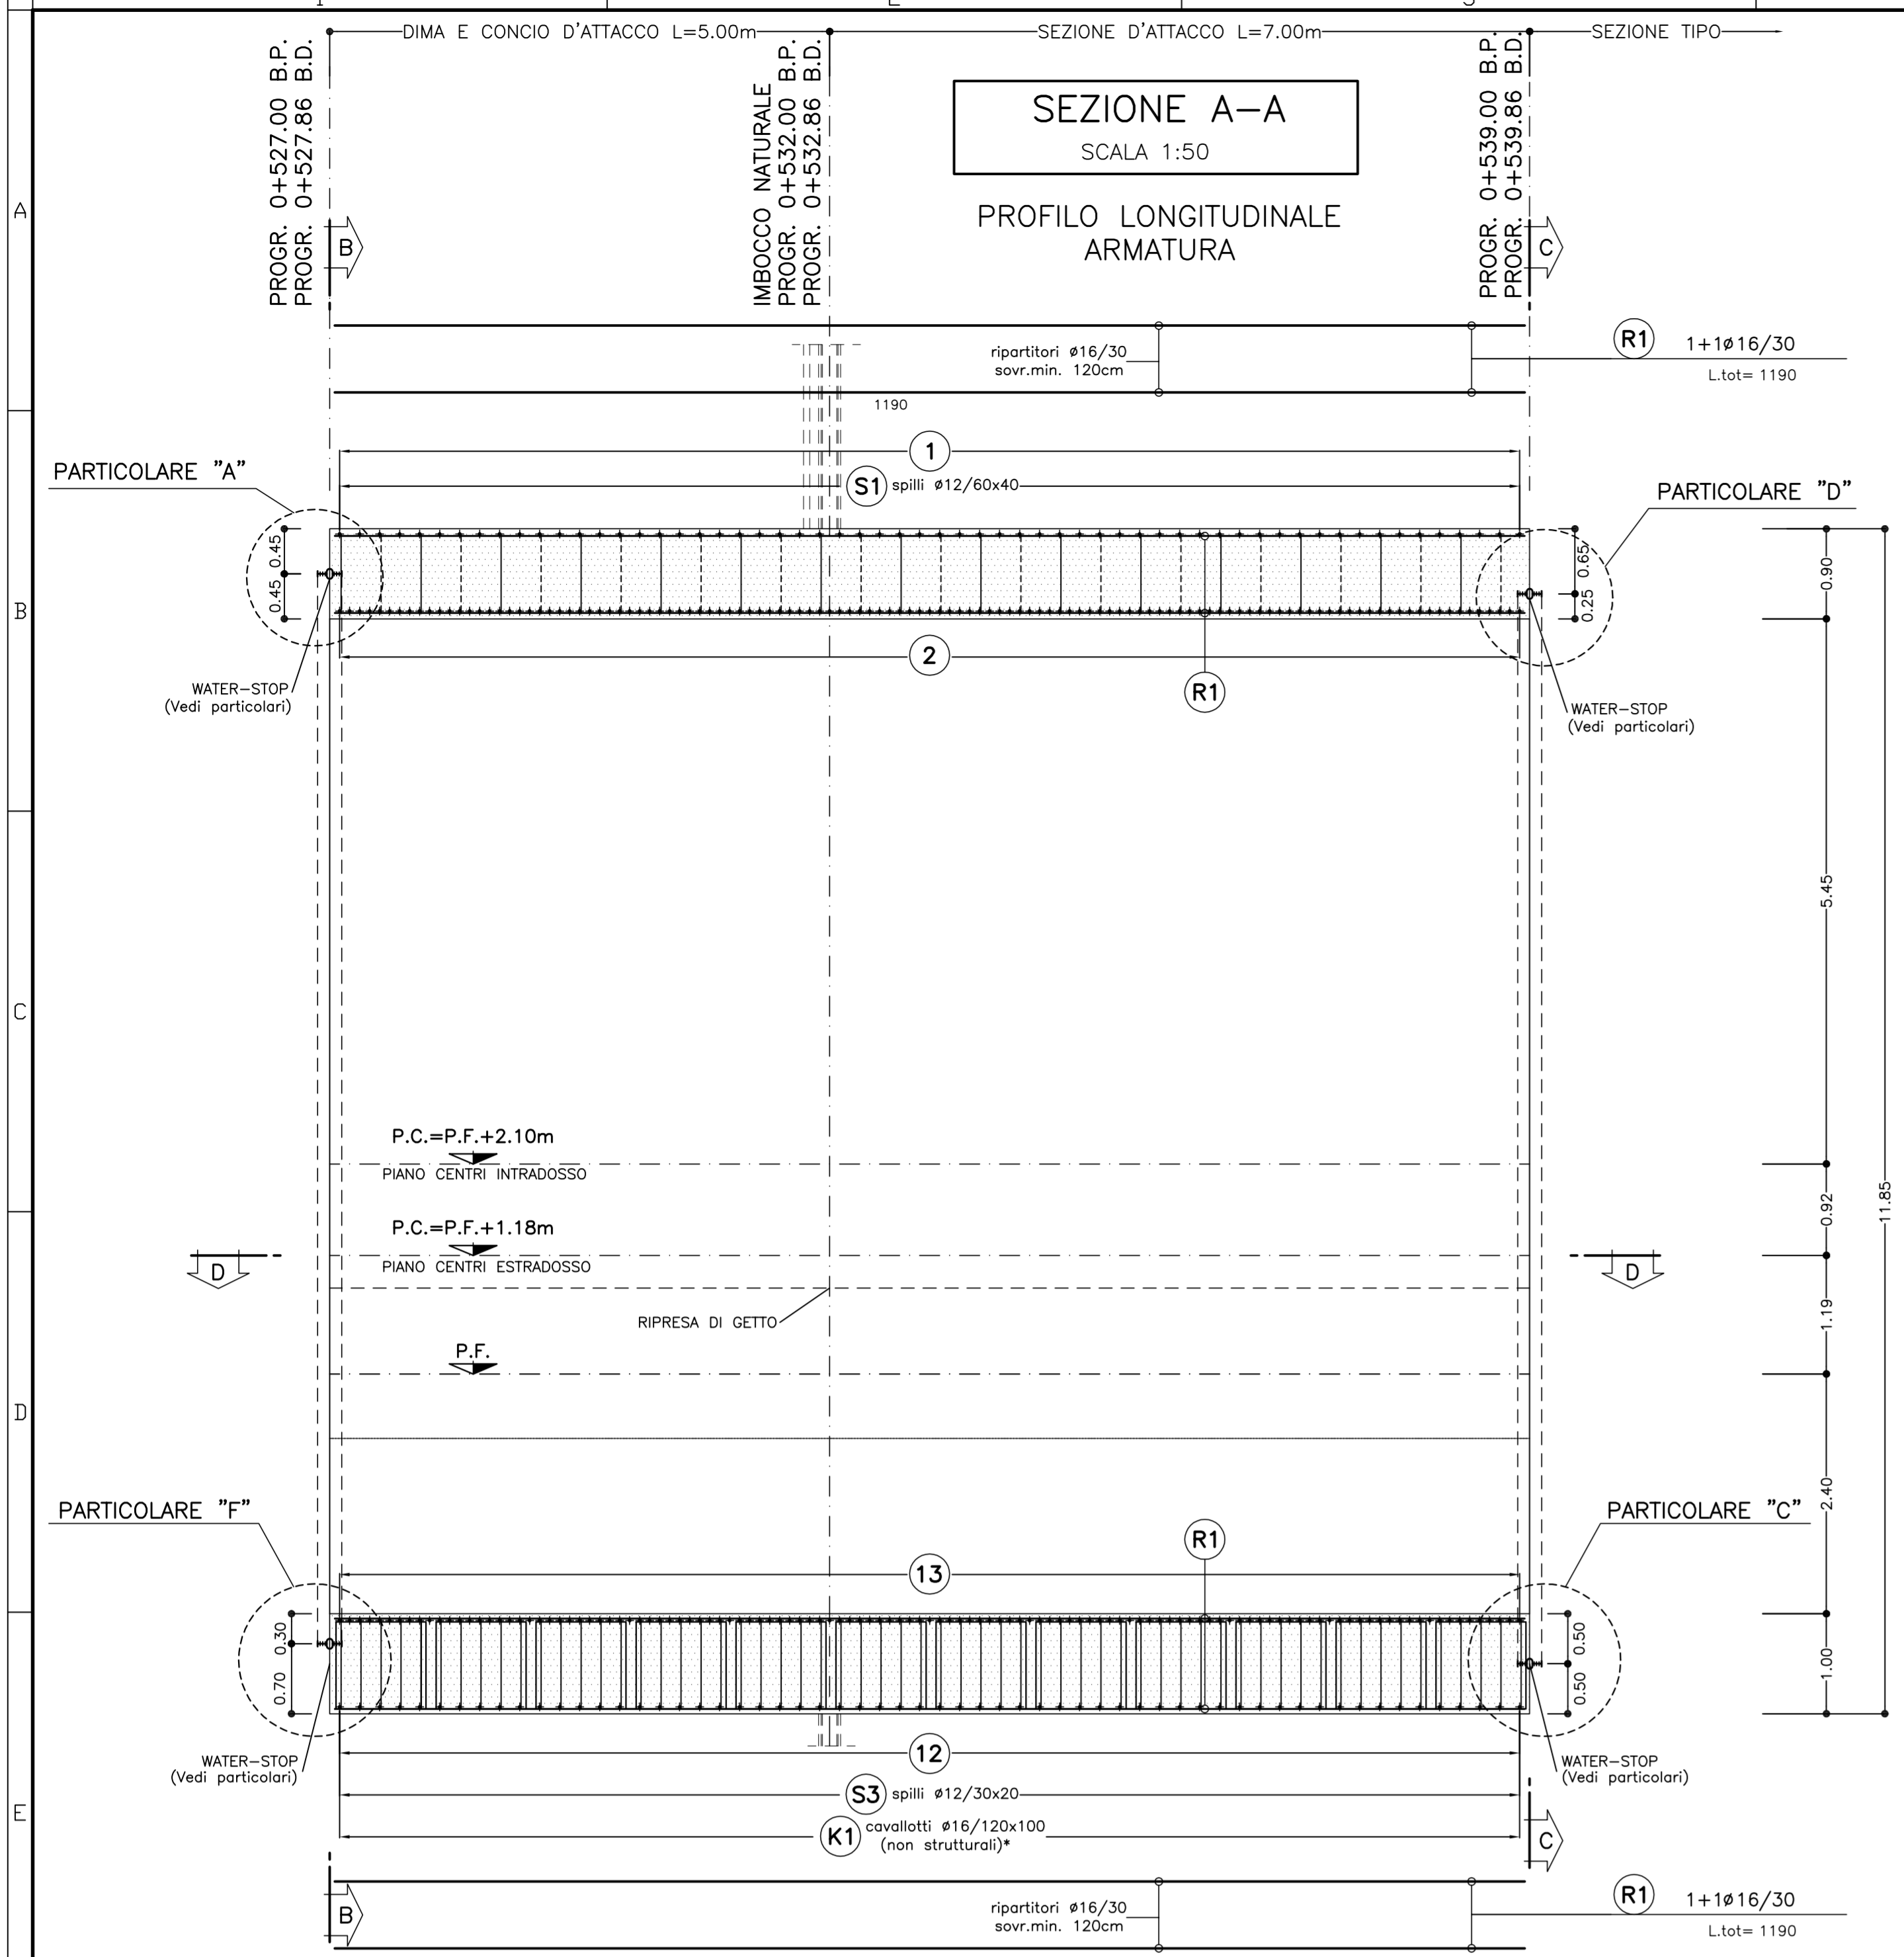 DIMA E CONCIO D'ATTACCO L=5.00m
SEZIONE D'ATTACCO L=7.00m
SEZIONE TIPO
PROGR. 0+527.00 B.P.
PROGR. 0+527.86 B.D.
IMBOCCO NATURALE
PROGR. 0+532.00 B.P.
PROGR. 0+532.86 B.D.
PROGR. 0+539.00 B.P.
PROGR. 0+539.86 B.D.
SEZIONE A-A
SCALA 1:50
PROFILO LONGITUDINALE
ARMATURA
A
B
C
ripartitori ø16/30
sovr.min. 120cm
R1
1+1ø16/30
L.tot= 1190
1190
1
S1 spilli ø12/60x40
PARTICOLARE "A"
PARTICOLARE "D"
0.45
0.45
0.65
0.25
0.90
B
2
R1
WATER-STOP
(Vedi particolari)
WATER-STOP
(Vedi particolari)
5.45
C
P.C.=P.F.+2.10m
PIANO CENTRI INTRADOSSO
0.92
11.85
P.C.=P.F.+1.18m
PIANO CENTRI ESTRADOSSO
D
D
RIPRESA DI GETTO
1.19
P.F.
D
2.40
PARTICOLARE "F"
PARTICOLARE "C"
R1
13
0.30
0.70
0.50
0.50
1.00
12
WATER-STOP
(Vedi particolari)
WATER-STOP
(Vedi particolari)
S3 spilli ø12/30x20
E
K1 cavallotti ø16/120x100
(non strutturali)*
C
B
ripartitori ø16/30
sovr.min. 120cm
R1
1+1ø16/30
L.tot= 1190